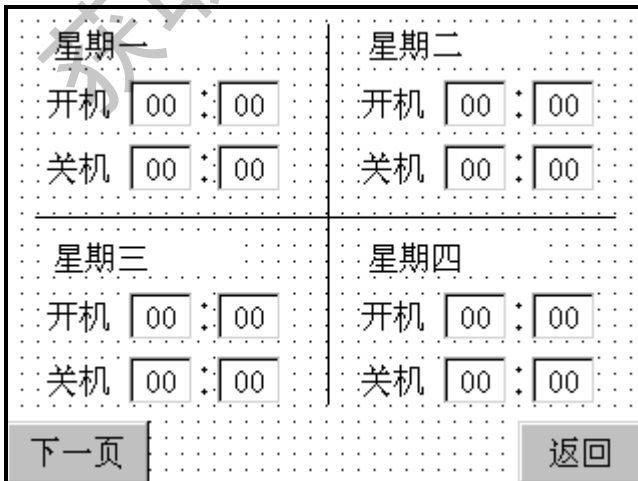 星期一 星期二
开机 00 : 00 开机 00 : 00
关机 00 : 00 关机 00 : 00
星期三 星期四
开机 00 : 00 开机 00 : 00
关机 00 : 00 关机 00 : 00
下一页 返回